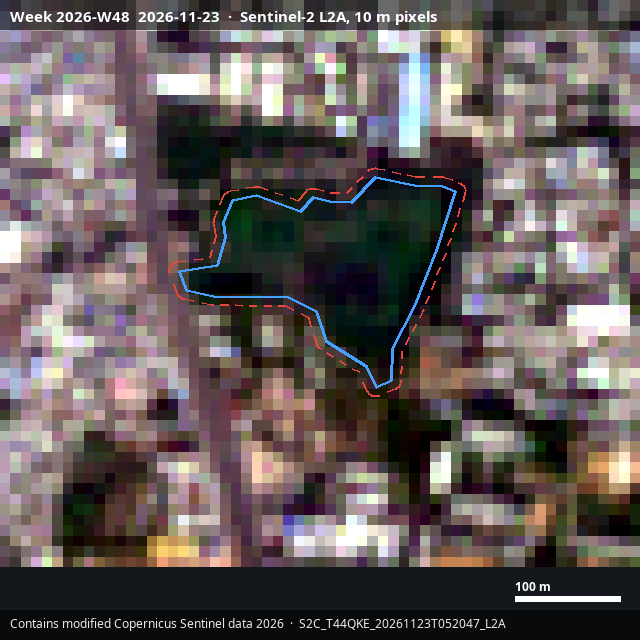 Week 2026-W48  2026-11-23  ·  Sentinel-2 L2A, 10 m pixels
100 m
Contains modified Copernicus Sentinel data 2026  ·  S2C_T44QKE_20261123T052047_L2A